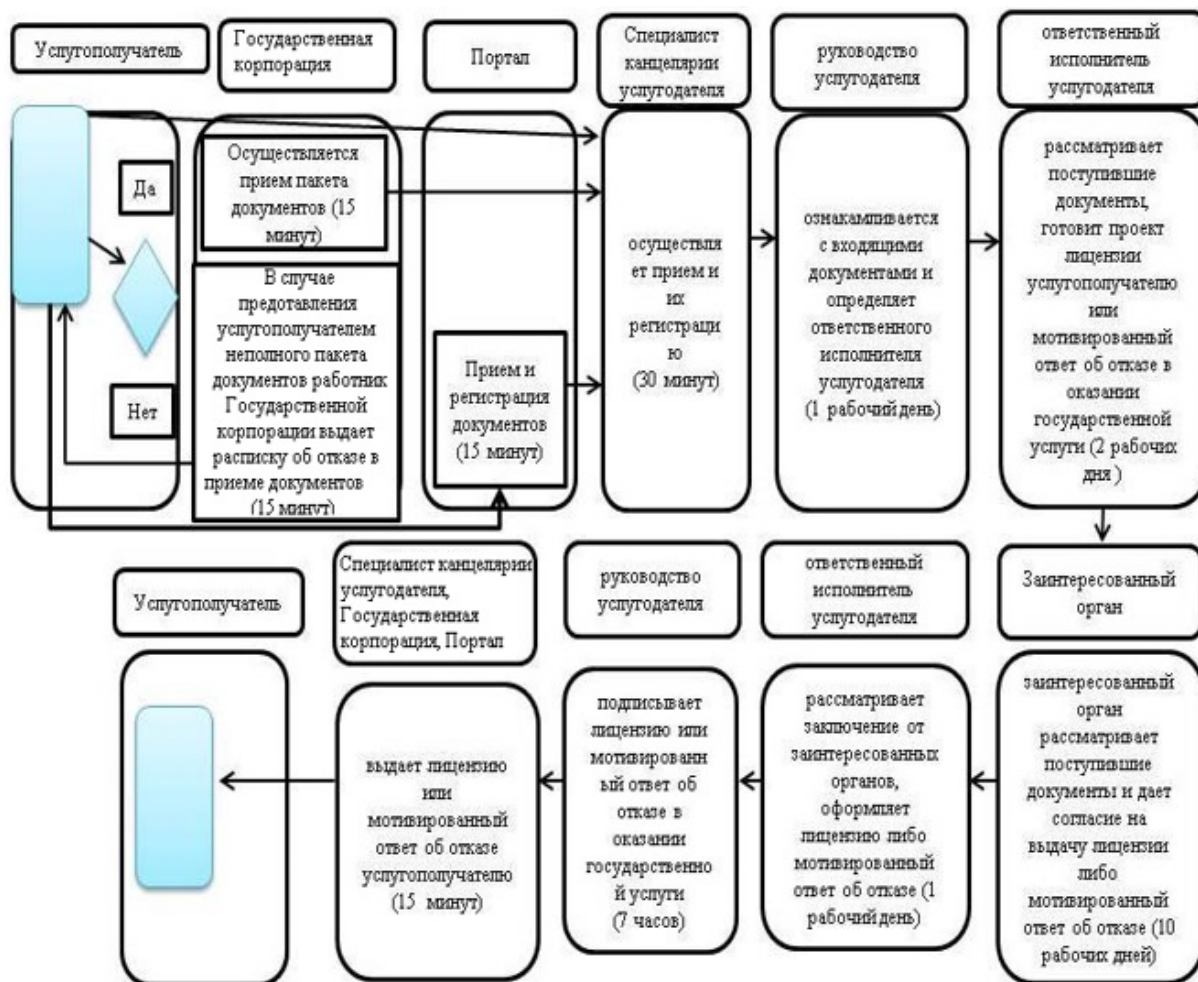 Услугополучатель
Государственная
корпорация
Портал
Специалист
канцелярии
услугодателя
руководство
услугодателя
ответственный
исполнитель
услугодателя
Да
Нет
Осуществляется
прием пакета
документов (15
минут)
В случае
предотавления
услугополучателем
неполного пакета
документов работник
Государственной
корпорации выдает
расписку об отказе в
приеме документов
(15 минут)
Прием и
регистрация
документов
(15 минут)
осуществля
ет прием и
их
регистраци
ю
(30 минут)
ознакампивается
с входящими
документами и
определяет
ответственного
исполнителя
услугодателя
(1 рабочий день)
рассматривает
поступившие
документы,
готовит проект
лицензии
услугополучателю
или
мотивированный
ответ об отказе в
оказании
государственной
услуги (2 рабочих
дня )
Услугополучатель
Специалист канцелярии
услугодателя,
Государственная
корпорация, Портал
руководство
услугодателя
ответственный
исполнитель
услугодателя
Заинтересованный
орган
выдает лицензию
или
мотивированный
ответ об отказе
услугополучателю
(15 минут)
подписывает
лицензию или
мотивированн
ый ответ об
отказе в
оказании
государственно
й услуги
(7 часов)
рассматривает
заключение от
заинтересованных
органов,
оформляет
лицензию либо
мотивированный
ответ об отказе (1
рабочий день)
заинтересованный
орган
рассматривает
поступившие
документы и дает
согласие на
выдачу лицензии
либо
мотивированный
ответ об отказе (10
рабочих дней)